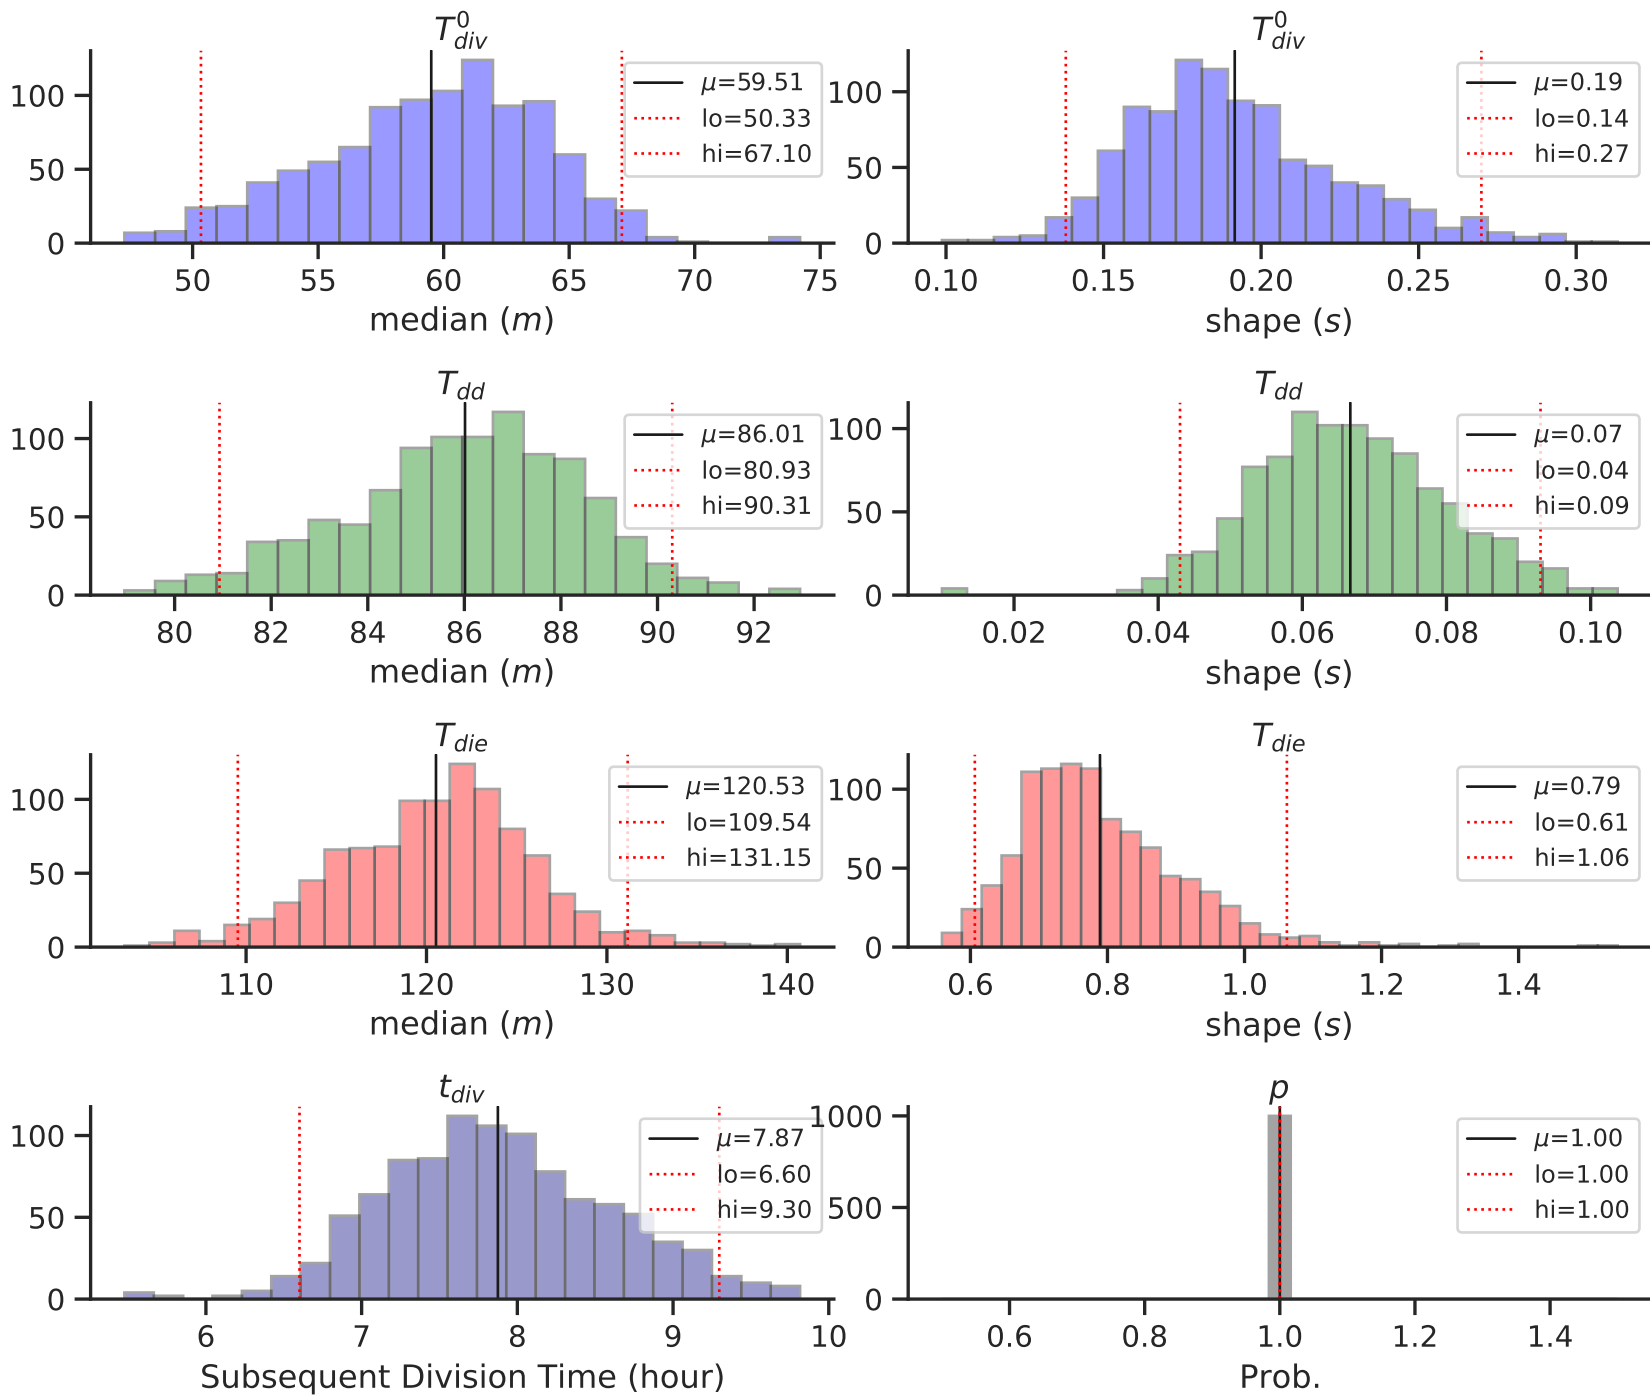 T⁰div
100
50
0
50 55 60 65 70 75
median (m)
μ=59.51
lo=50.33
hi=67.10
T⁰div
100
50
0
0.10 0.15 0.20 0.25 0.30
shape (s)
μ=0.19
lo=0.14
hi=0.27
Tdd
100
50
0
80 82 84 86 88 90 92
median (m)
μ=86.01
lo=80.93
hi=90.31
Tdd
100
50
0
0.02 0.04 0.06 0.08 0.10
shape (s)
μ=0.07
lo=0.04
hi=0.09
Tdie
100
50
0
110 120 130 140
median (m)
μ=120.53
lo=109.54
hi=131.15
Tdie
100
50
0
0.6 0.8 1.0 1.2 1.4
shape (s)
μ=0.79
lo=0.61
hi=1.06
tdiv
100
50
0
6 7 8 9 10
Subsequent Division Time (hour)
μ=7.87
lo=6.60
hi=9.30
p
1000
500
0
0.6 0.8 1.0 1.2 1.4
Prob.
μ=1.00
lo=1.00
hi=1.00